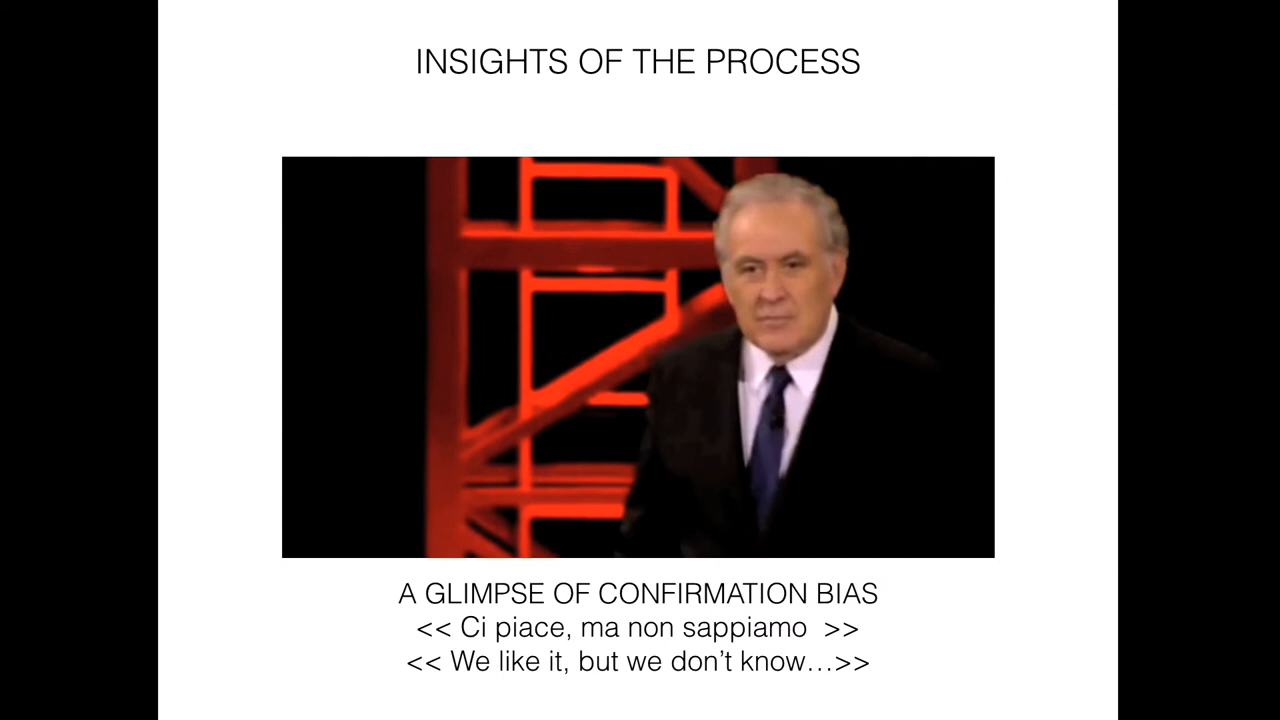 INSIGHTS OF THE PROCESS
A GLIMPSE OF CONFIRMATION BIAS
<< Ci piace, ma non sappiamo >>
<< We like it, but we don’t know…>>